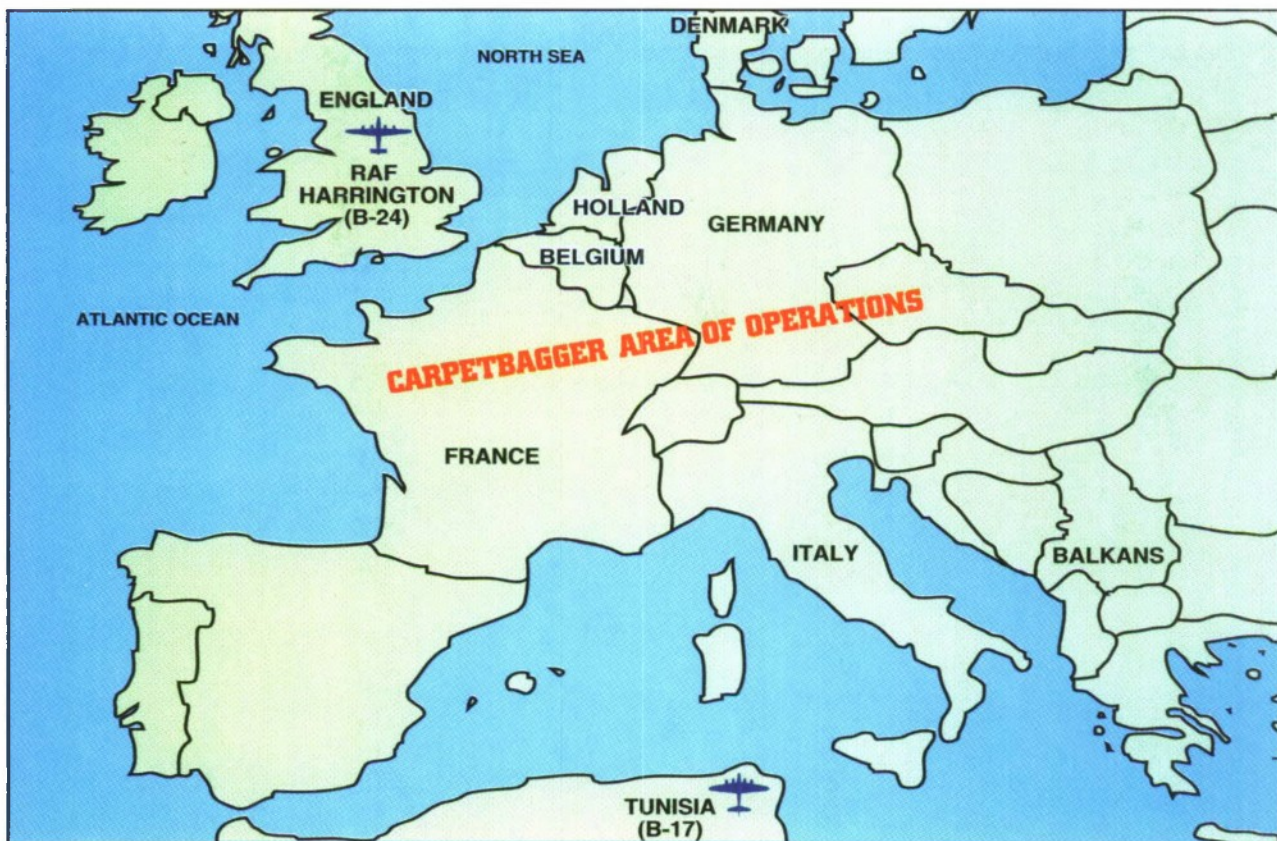 DENMARK
NORTH SEA
ENGLAND
RAF
HARRINGTON
(B-24)
HOLLAND
GERMANY
BELGIUM
ATLANTIC OCEAN
CARPETBAGGER AREA OF OPERATIONS
FRANCE
ITALY
BALKANS
TUNISIA
(B-17)